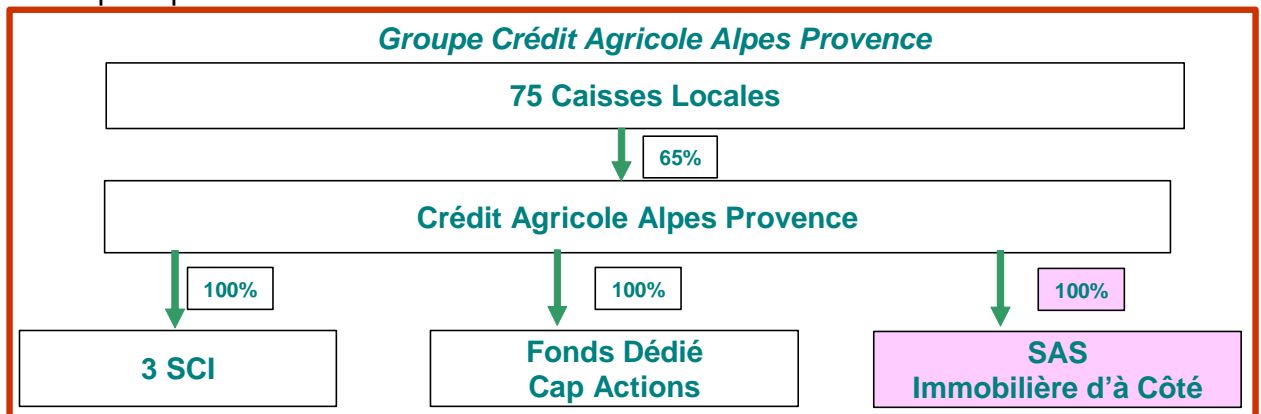 Groupe Crédit Agricole Alpes Provence
75 Caisses Locales
65%
Crédit Agricole Alpes Provence
100%
100%
100%
3 SCI
Fonds Dédié
Cap Actions
SAS
Immobilière d'à Côté